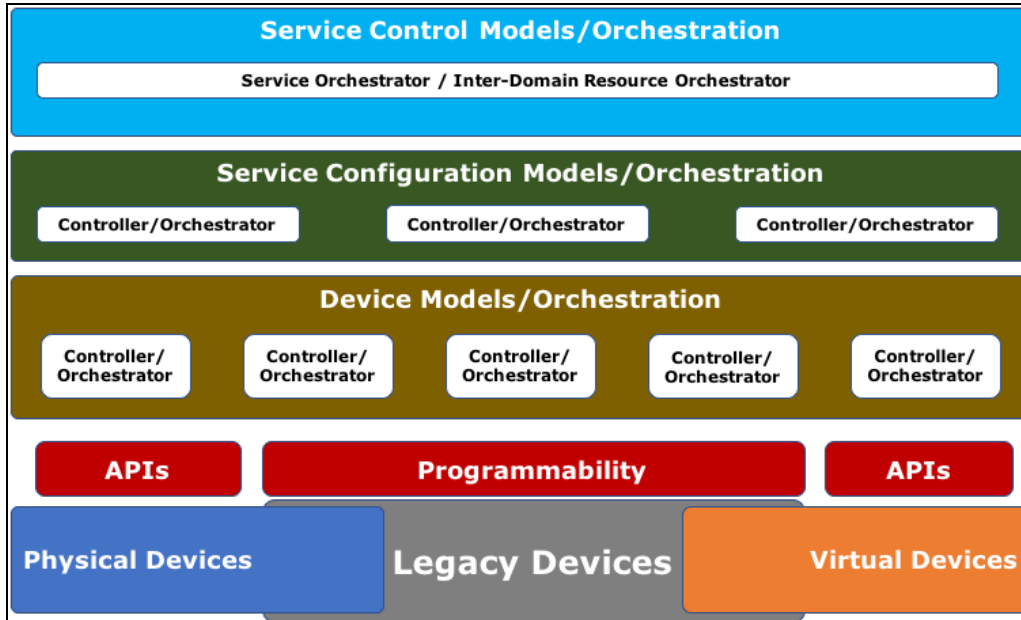 Service Control Models/Orchestration
Service Orchestrator / Inter-Domain Resource Orchestrator
Service Configuration Models/Orchestration
Controller/Orchestrator
Controller/Orchestrator
Controller/Orchestrator
Device Models/Orchestration
Controller/
Orchestrator
Controller/
Orchestrator
Controller/
Orchestrator
Controller/
Orchestrator
Controller/
Orchestrator
APIs
Programmability
APIs
Physical Devices
Legacy Devices
Virtual Devices